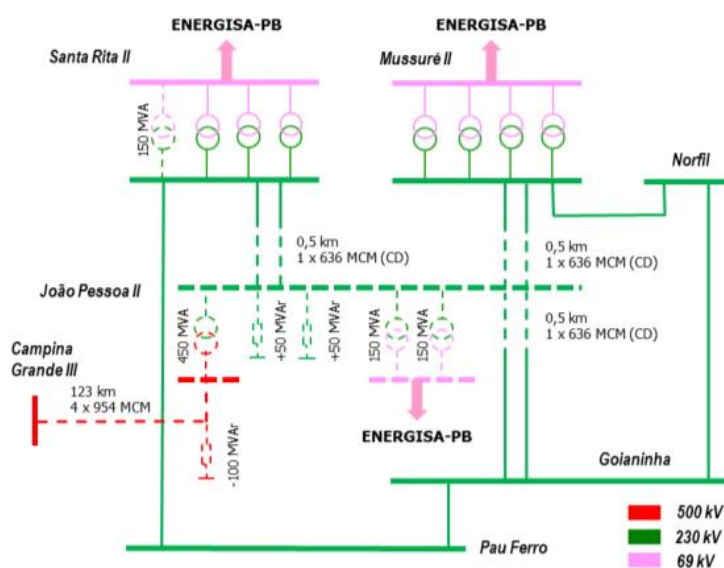 ENERGISA-PB
ENERGISA-PB
Santa Rita II
Mussuré II
150 MVA
Norfil
0,5 km
1 x 636 MCM (CD)
0,5 km
1 x 636 MCM (CD)
João Pessoa II
450 MVA
+50 MVAr
+50 MVAr
150 MVA
150 MVA
0,5 km
1 x 636 MCM (CD)
Campina
Grande III
123 km
4 x 954 MCM
-100 MVAr
ENERGISA-PB
Goianinha
Pau Ferro
500 kV
230 kV
69 kV